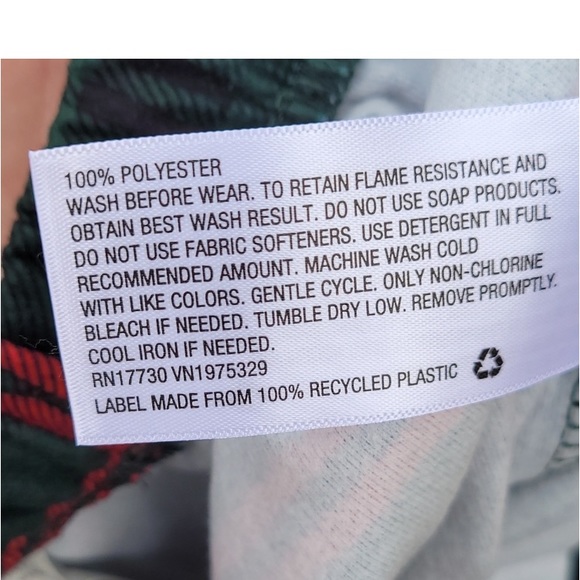 100% POLYESTER
WASH BEFORE WEAR. TO RETAIN FLAME RESISTANCE AND
OBTAIN BEST WASH RESULT. DO NOT USE SOAP PRODUCTS.
DO NOT USE FABRIC SOFTENERS. USE DETERGENT IN FULL
RECOMMENDED AMOUNT. MACHINE WASH COLD
WITH LIKE COLORS. GENTLE CYCLE. ONLY NON-CHLORINE
BLEACH IF NEEDED. TUMBLE DRY LOW. REMOVE PROMPTLY.
COOL IRON IF NEEDED.
RN17730 VN1975329
LABEL MADE FROM 100% RECYCLED PLASTIC